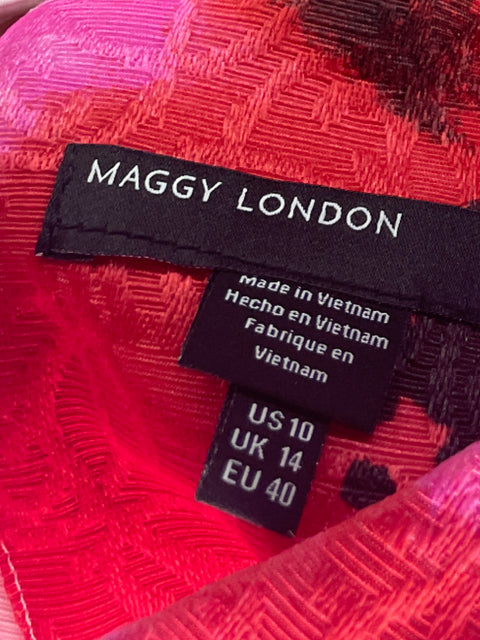 MAGGY LONDON
Made in Vietnam
Hecho en Vietnam
Fabrique en
Vietnam
US 10
UK 14
EU 40